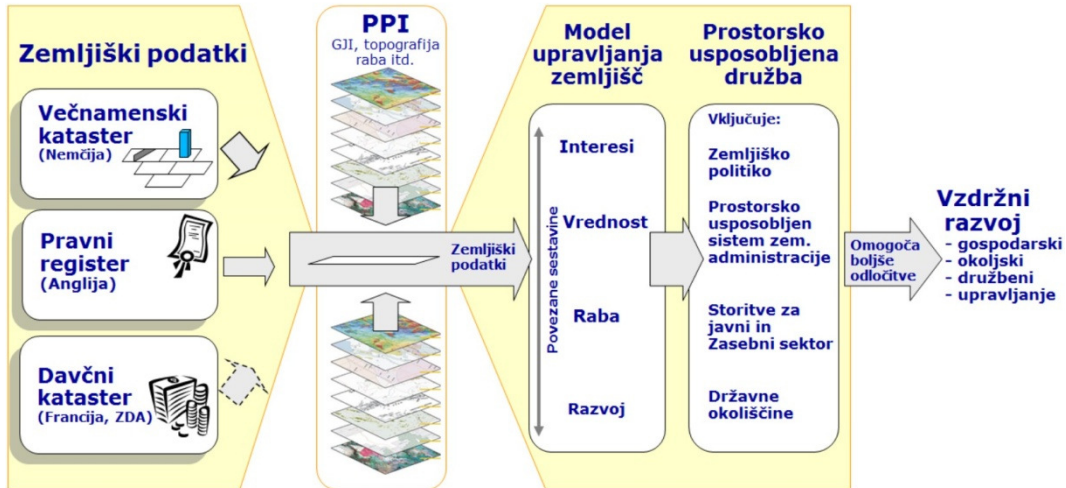 Zemljiški podatki
Večnamenski
kataster
(Nemčija)
Pravni
register
(Anglija)
Davčni
kataster
(Francija, ZDA)
PPI
GJI, topografija
raba itd.
Zemljiški
podatki
Model
upravljanja
zemljišč
Povezane sestavine
Interesi
Vrednost
Raba
Razvoj
Prostorsko
usposobljena
družba
Vključuje:
Zemljiško
politiko
Prostorsko
usposobljen
sistem zem.
administracije
Storitve za
javni in
Zasebni sektor
Državne
okoliščine
Omogoča
boljše
odločitve
Vzdržni
razvoj
- gospodarski
- okoljski
- družbeni
- upravljanje